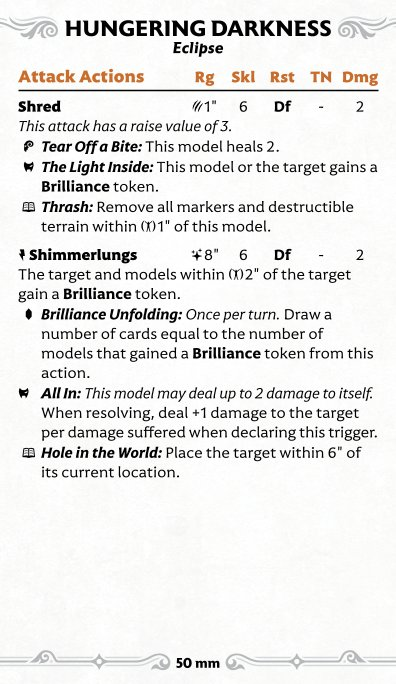 HUNGERING DARKNESS
Eclipse
Attack Actions Rg Skl Rst TN Dmg
Shred 1" 6 Df - 2
This attack has a raise value of 3.
Tear Off a Bite: This model heals 2.
The Light Inside: This model or the target gains a
Brilliance token.
Thrash: Remove all markers and destructible
terrain within 1" of this model.
Shimmerlungs 8" 6 Df - 2
The target and models within 2" of the target
gain a Brilliance token.
Brilliance Unfolding: Once per turn. Draw a
number of cards equal to the number of
models that gained a Brilliance token from this
action.
All In: This model may deal up to 2 damage to itself.
When resolving, deal +1 damage to the target
per damage suffered when declaring this trigger.
Hole in the World: Place the target within 6" of
its current location.
50 mm